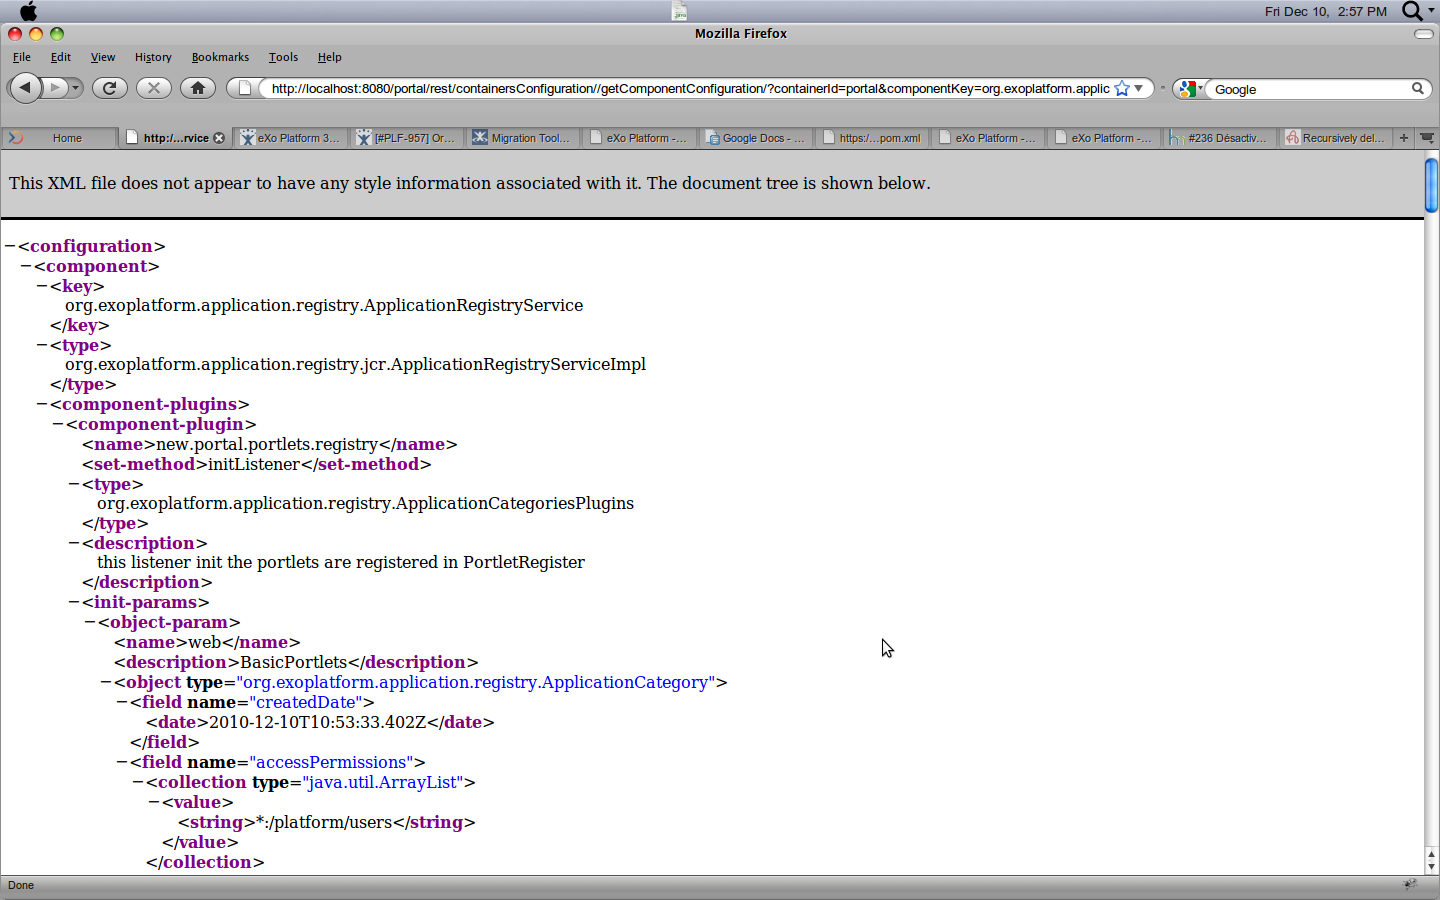 Fri Dec 10, 2:57 PM
Mozilla Firefox
File Edit View History Bookmarks Tools Help
http://localhost:8080/portal/rest/containersConfiguration//getComponentConfiguration/?containerId=portal&componentKey=org.exoplatform.applic
Google
Home http:/...rvice eXo Platform 3... [#PLF-957] Or... Migration Tool... eXo Platform -... Google Docs - ... https:/...pom.xml eXo Platform -... eXo Platform -... #236 Désactiv... Recursively del...
This XML file does not appear to have any style information associated with it. The document tree is shown below.
−<configuration>
−<component>
−<key>
org.exoplatform.application.registry.ApplicationRegistryService
</key>
−<type>
org.exoplatform.application.registry.jcr.ApplicationRegistryServiceImpl
</type>
−<component-plugins>
−<component-plugin>
<name>new.portal.portlets.registry</name>
<set-method>initListener</set-method>
−<type>
org.exoplatform.application.registry.ApplicationCategoriesPlugins
</type>
−<description>
this listener init the portlets are registered in PortletRegister
</description>
−<init-params>
−<object-param>
<name>web</name>
<description>BasicPortlets</description>
−<object type="org.exoplatform.application.registry.ApplicationCategory">
−<field name="createdDate">
<date>2010-12-10T10:53:33.402Z</date>
</field>
−<field name="accessPermissions">
−<collection type="java.util.ArrayList">
−<value>
<string>*:/platform/users</string>
</value>
</collection>
Done